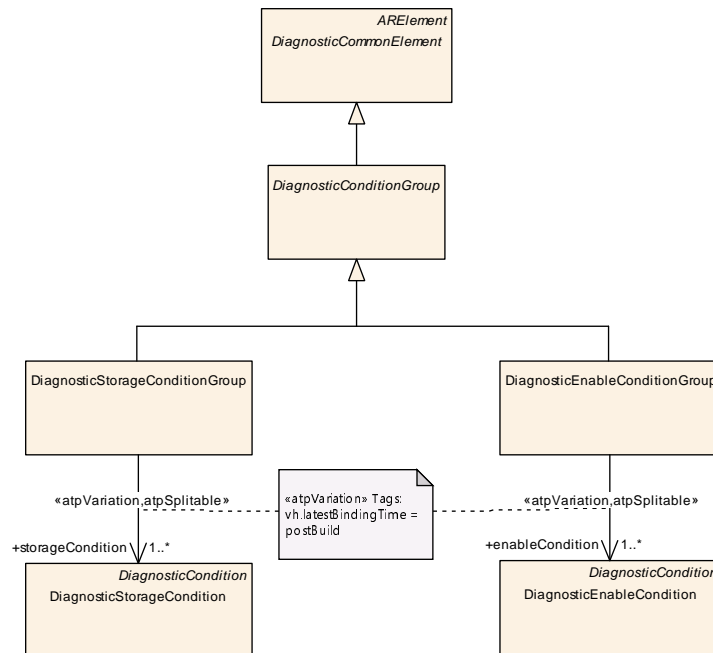 ARElement
DiagnosticCommonElement
DiagnosticConditionGroup
DiagnosticStorageConditionGroup
DiagnosticEnableConditionGroup
«atpVariation,atpSplitable»
«atpVariation» Tags:
vh.latestBindingTime =
postBuild
«atpVariation,atpSplitable»
+storageCondition
1..*
+enableCondition
1..*
DiagnosticCondition
DiagnosticStorageCondition
DiagnosticCondition
DiagnosticEnableCondition